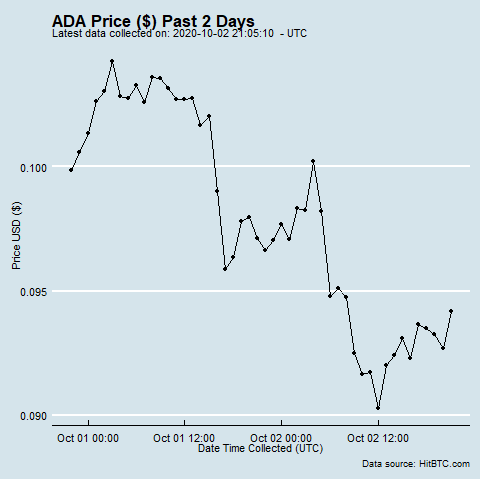 ADA Price ($) Past 2 Days
Latest data collected on: 2020-10-02 21:05:10  - UTC
Price USD ($)
0.100
0.095
0.090
Oct 01 00:00 Oct 01 12:00 Oct 02 00:00 Oct 02 12:00
Date Time Collected (UTC)
Data source: HitBTC.com